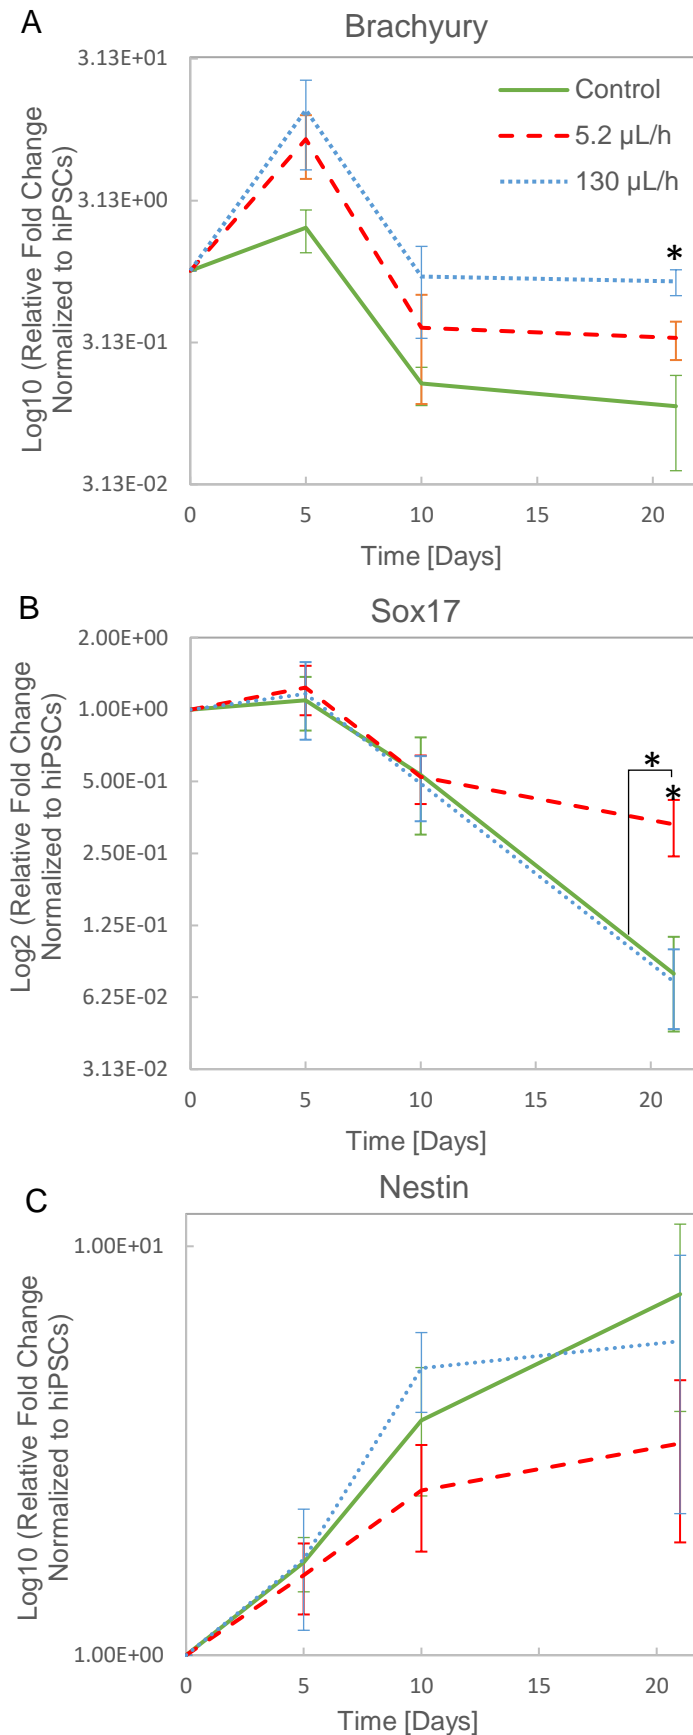 A
Brachyury
3.13E+01
3.13E+00
3.13E-01
3.13E-02
Log10 (Relative Fold Change
Normalized to hiPSCs)
Control
5.2 µL/h
130 µL/h
*
0
5
10
15
20
Time [Days]
B
Sox17
2.00E+00
1.00E+00
5.00E-01
2.50E-01
1.25E-01
6.25E-02
3.13E-02
Log2 (Relative Fold Change
Normalized to hiPSCs)
*
*
0
5
10
15
20
Time [Days]
C
Nestin
1.00E+01
1.00E+00
Log10 (Relative Fold Change
Normalized to hiPSCs)
0
5
10
15
20
Time [Days]